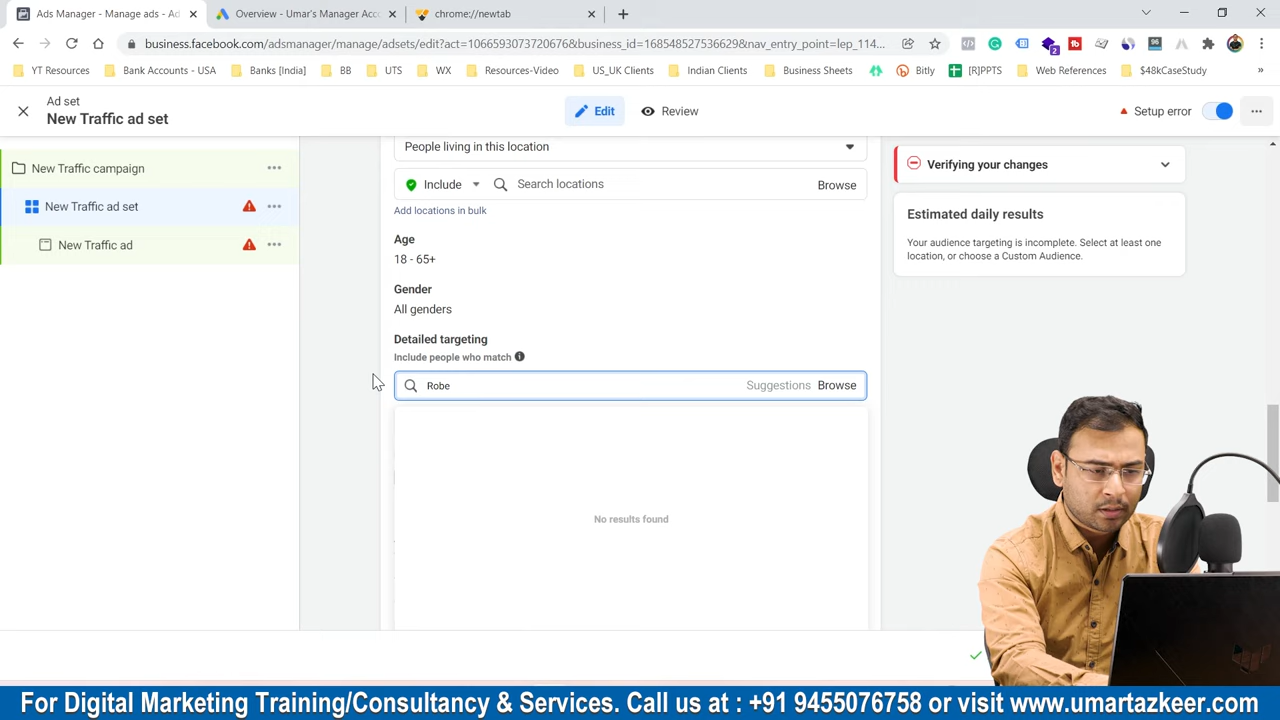 Ads Manager - Manage ads - Ad
Overview - Umar's Manager Acc
chrome://newtab
business.facebook.com/adsmanager/manage/adsets/edit?act=1066593737206766&business_id=168548527536629&nav_entry_point=lep_114...
YT Resources
Bank Accounts - USA
Banks [India]
BB
UTS
WX
Resources-Video
US_UK Clients
Indian Clients
Business Sheets
Bitly
[R]PPTS
Web References
$48kCaseStudy
Ad set
New Traffic ad set
Edit
Review
Setup error
New Traffic campaign
New Traffic ad set
New Traffic ad
People living in this location
Include
Search locations
Browse
Add locations in bulk
Age
18 - 65+
Gender
All genders
Detailed targeting
Include people who match
Robe
Suggestions
Browse
No results found
Verifying your changes
Estimated daily results
Your audience targeting is incomplete. Select at least one
location, or choose a Custom Audience.
For Digital Marketing Training/Consultancy & Services. Call us at : +91 9455076758 or visit www.umartazkeer.com